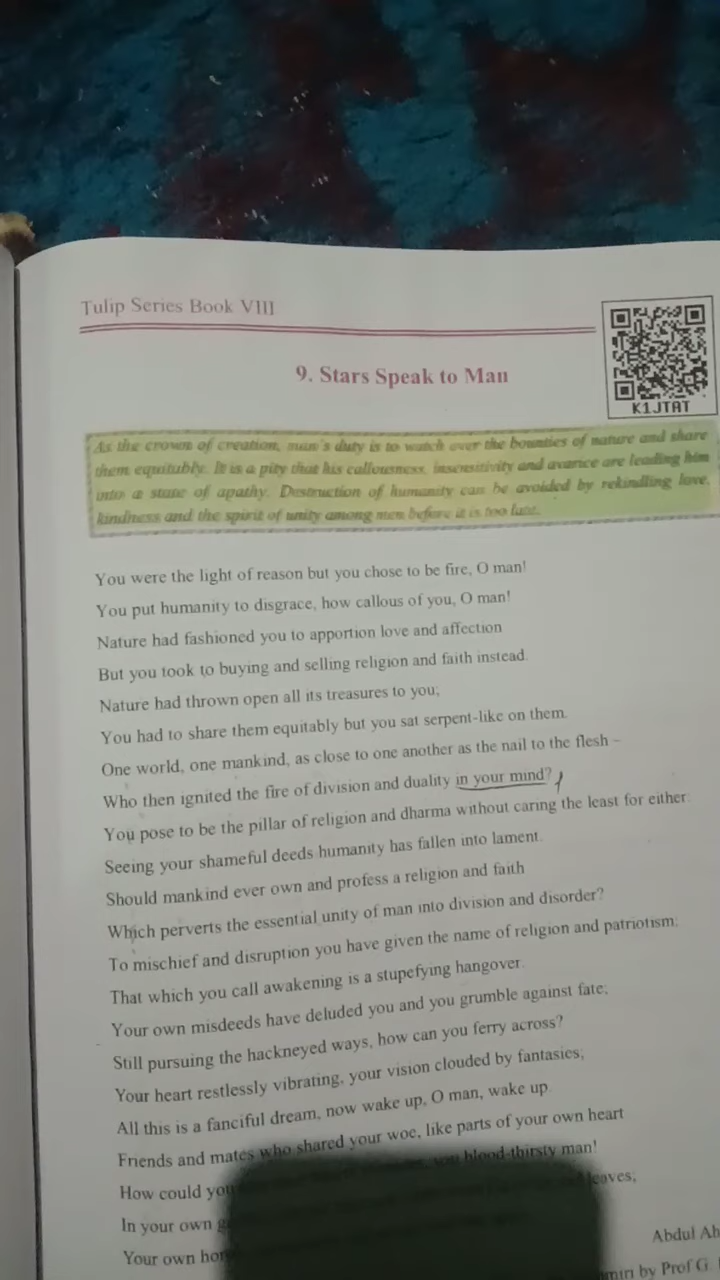 Tulip Series Book VIII
K1JTAT
9. Stars Speak to Man
As the crown of creation, man's duty is to watch over the bounties of nature and share
them equitably. It is a pity that his callousness, insensitivity and avarice are leading him
into a state of apathy. Destruction of humanity can be avoided by rekindling love,
kindness and the spirit of unity among men before it is too late.
You were the light of reason but you chose to be fire, O man!
You put humanity to disgrace, how callous of you, O man!
Nature had fashioned you to apportion love and affection
But you took to buying and selling religion and faith instead.
Nature had thrown open all its treasures to you;
You had to share them equitably but you sat serpent-like on them.
One world, one mankind, as close to one another as the nail to the flesh –
Who then ignited the fire of division and duality in your mind?
You pose to be the pillar of religion and dharma without caring the least for either.
Seeing your shameful deeds humanity has fallen into lament.
Should mankind ever own and profess a religion and faith
Which perverts the essential unity of man into division and disorder?
To mischief and disruption you have given the name of religion and patriotism;
That which you call awakening is a stupefying hangover.
Your own misdeeds have deluded you and you grumble against fate;
Still pursuing the hackneyed ways, how can you ferry across?
Your heart restlessly vibrating, your vision clouded by fantasies;
All this is a fanciful dream, now wake up, O man, wake up.
Friends and mates who shared your woe, like parts of your own heart
How could you blood-thirsty man!
In your own leaves;
Your own
Abdul
by Prof G.